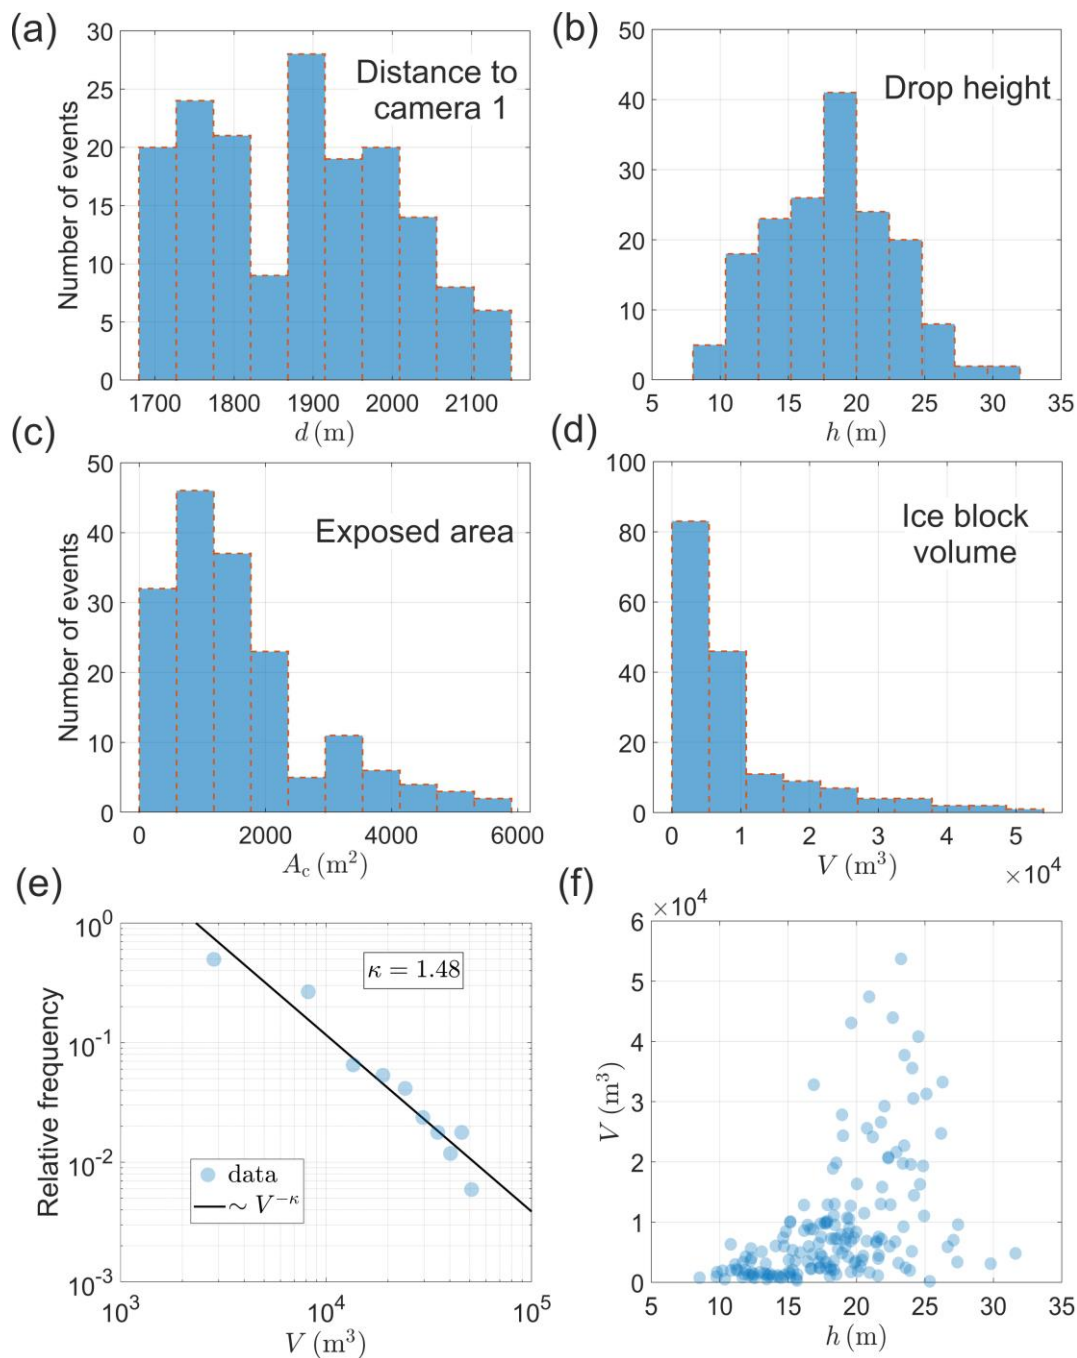 (a)
30
25
20
15
10
5
0
Number of events
Distance to
camera 1
1700 1800 1900 2000 2100
d (m)
(b)
50
40
30
20
10
0
Drop height
5 10 15 20 25 30 35
h (m)
(c)
50
40
30
20
10
0
Number of events
Exposed area
0 2000 4000 6000
A_c (m²)
(d)
100
80
60
40
20
0
Ice block
volume
0 1 2 3 4 5
V (m³)
×10⁴
(e)
10⁰
10⁻¹
10⁻²
10⁻³
Relative frequency
κ = 1.48
data
∼ V^{−κ}
10³ 10⁴ 10⁵
V (m³)
(f)
×10⁴
6
5
4
3
2
1
0
V (m³)
5 10 15 20 25 30 35
h (m)